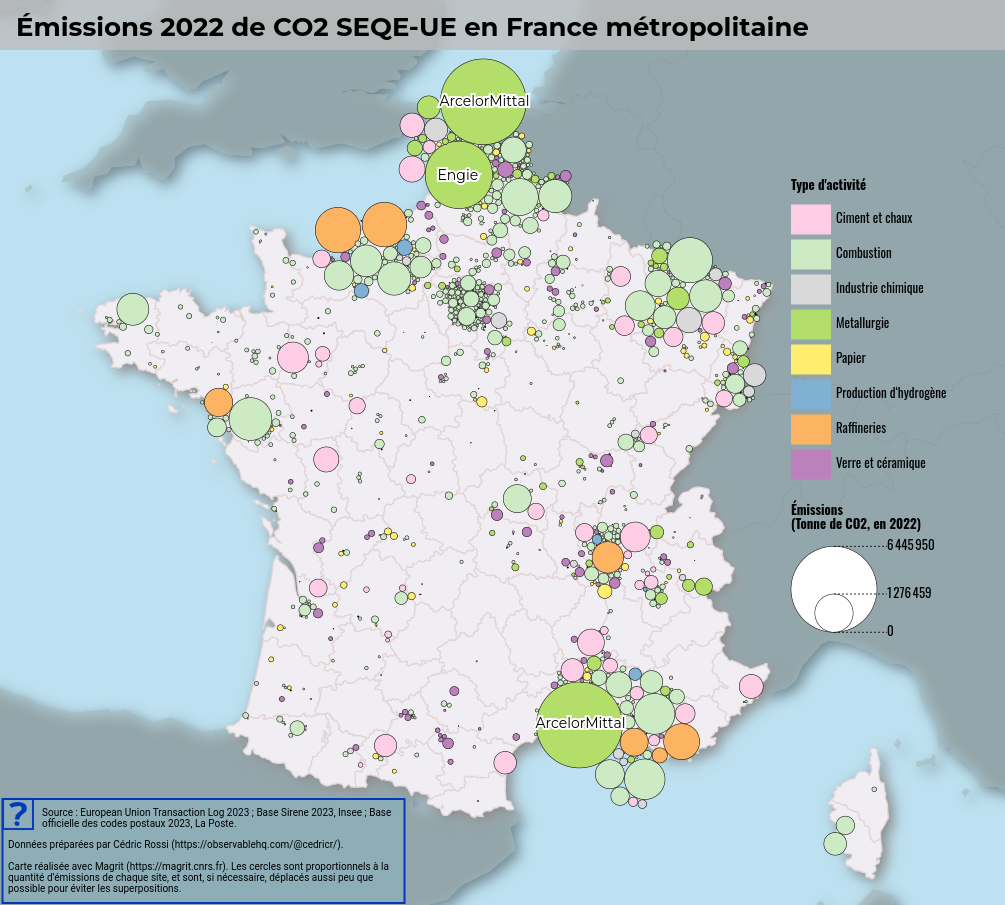 Émissions 2022 de CO2 SEQE-UE en France métropolitaine
ArcelorMittal
Engie
ArcelorMittal
Type d'activité
Ciment et chaux
Combustion
Industrie chimique
Métallurgie
Papier
Production d'hydrogène
Raffineries
Verre et céramique
Émissions
(Tonne de CO2, en 2022)
6 445 950
1 276 459
0
?
Source : European Union Transaction Log 2023 ; Base Sirene 2023, Insee ; Base
officielle des codes postaux 2023, La Poste.
Données préparées par Cédric Rossi (https://observablehq.com/@cedricr/).
Carte réalisée avec Magrit (https://magrit.cnrs.fr). Les cercles sont proportionnels à la
quantité d'émissions de chaque site, et sont, si nécessaire, déplacés aussi peu que
possible pour éviter les superpositions.